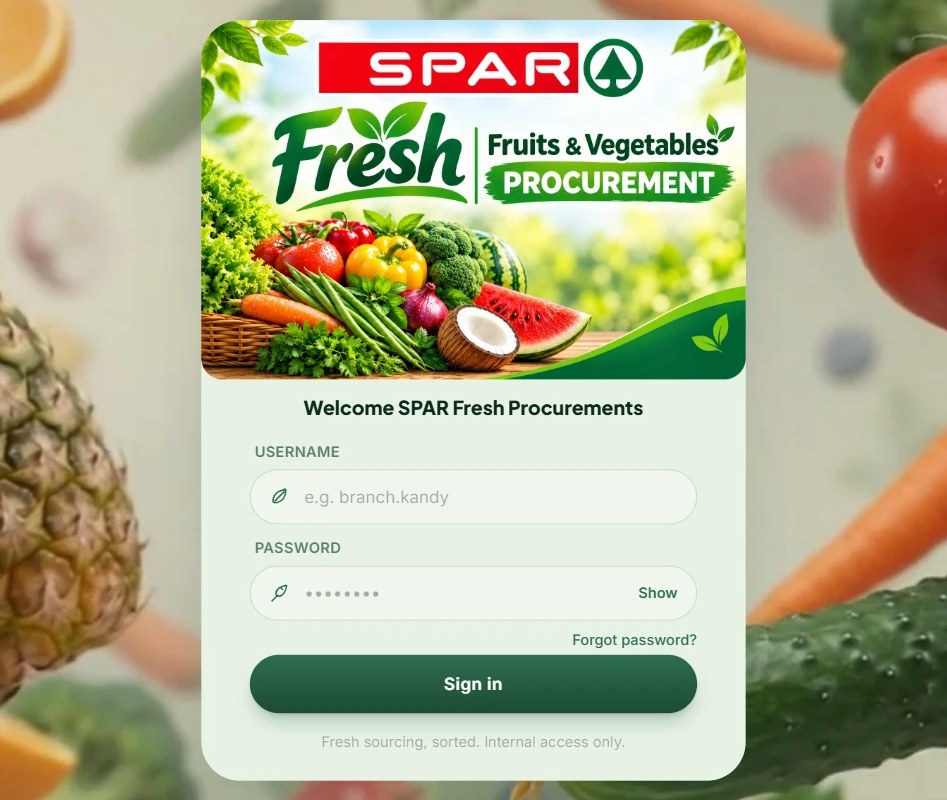 SPAR
Fresh
Fruits & Vegetables
PROCUREMENT
Welcome SPAR Fresh Procurements
USERNAME
e.g. branch.kandy
PASSWORD
••••••••
Show
Forgot password?
Sign in
Fresh sourcing, sorted. Internal access only.